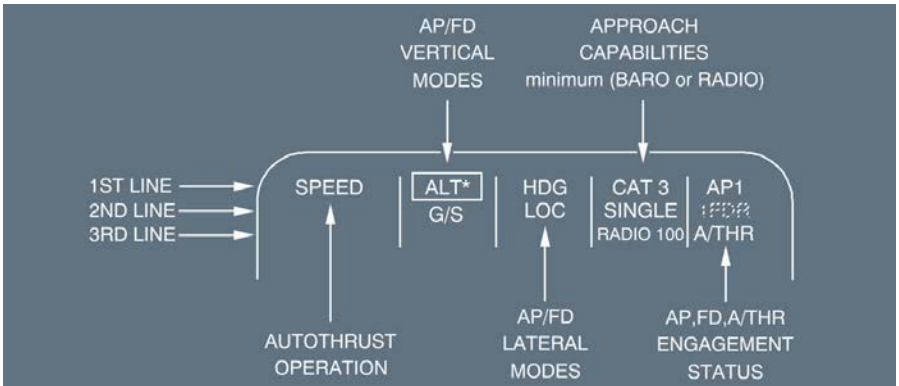 AP/FD
VERTICAL
MODES
APPROACH
CAPABILITIES
minimum (BARO or RADIO)
1ST LINE
2ND LINE
3RD LINE
SPEED
ALT*
G/S
HDG
LOC
CAT 3
SINGLE
RADIO 100
AP1
A/THR
AUTOTHRUST
OPERATION
AP/FD
LATERAL
MODES
AP,FD,A/THR
ENGAGEMENT
STATUS